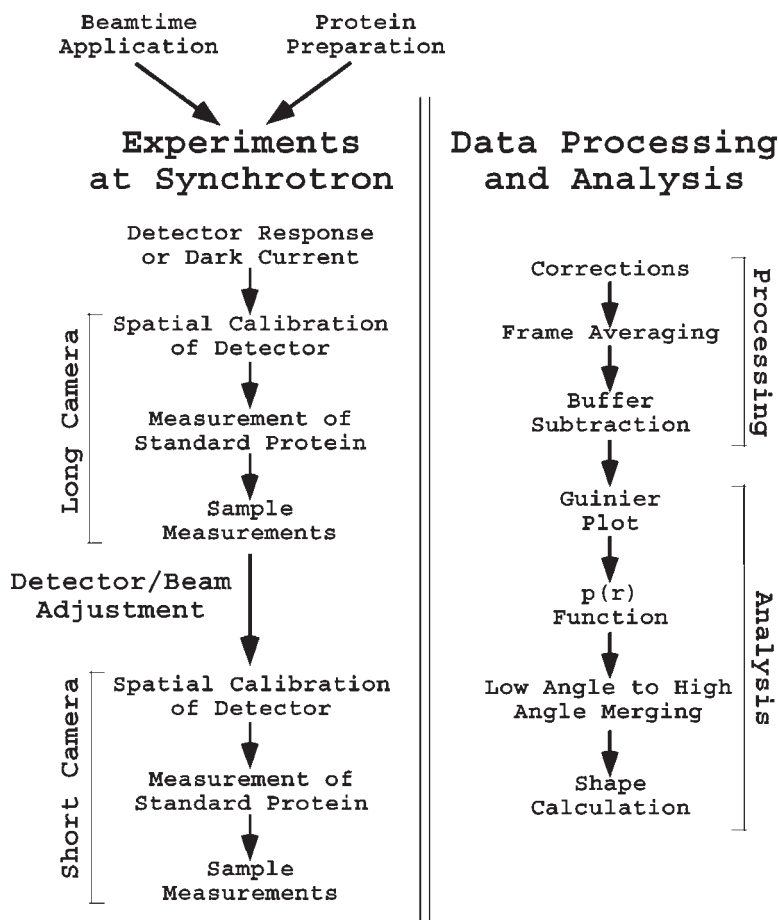 Beamtime
Application
Protein
Preparation
Experiments
at Synchrotron
Detector Response
or Dark Current
Long Camera
Spatial Calibration
of Detector
Measurement of
Standard Protein
Sample
Measurements
Detector/Beam
Adjustment
Short Camera
Spatial Calibration
of Detector
Measurement of
Standard Protein
Sample
Measurements
Data Processing
and Analysis
Processing
Corrections
Frame Averaging
Buffer
Subtraction
Analysis
Guinier
Plot
p(r)
Function
Low Angle to High
Angle Merging
Shape
Calculation